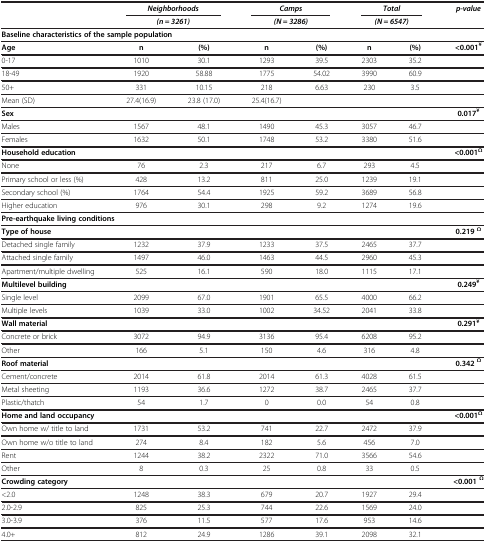 Neighborhoods Camps Total p-value
(n = 3261) (N = 3286) (N = 6547)
Baseline characteristics of the sample population
Age n (%) n (%) n (%) <0.001¥
0-17 1010 30.1 1293 39.5 2303 35.2
18-49 1920 58.88 1775 54.02 3990 60.9
50+ 331 10.15 218 6.63 230 3.5
Mean (SD) 27.4(16.9) 23.8 (17.0) 25.4(16.7)
Sex 0.017#
Males 1567 48.1 1490 45.3 3057 46.7
Females 1632 50.1 1748 53.2 3380 51.6
Household education <0.001Ω
None 76 2.3 217 6.7 293 4.5
Primary school or less (%) 428 13.2 811 25.0 1239 19.1
Secondary school (%) 1764 54.4 1925 59.2 3689 56.8
Higher education 976 30.1 298 9.2 1274 19.6
Pre-earthquake living conditions
Type of house 0.219 Ω
Detached single family 1232 37.9 1233 37.5 2465 37.7
Attached single family 1497 46.0 1463 44.5 2960 45.3
Apartment/multiple dwelling 525 16.1 590 18.0 1115 17.1
Multilevel building 0.249#
Single level 2099 67.0 1901 65.5 4000 66.2
Multiple levels 1039 33.0 1002 34.52 2041 33.8
Wall material 0.291#
Concrete or brick 3072 94.9 3136 95.4 6208 95.2
Other 166 5.1 150 4.6 316 4.8
Roof material 0.342 Ω
Cement/concrete 2014 61.8 2014 61.3 4028 61.5
Metal sheeting 1193 36.6 1272 38.7 2465 37.7
Plastic/thatch 54 1.7 0 0.0 54 0.8
Home and land occupancy <0.001Ω
Own home w/ title to land 1731 53.2 741 22.7 2472 37.9
Own home w/o title to land 274 8.4 182 5.6 456 7.0
Rent 1244 38.2 2322 71.0 3566 54.6
Other 8 0.3 25 0.8 33 0.5
Crowding category <0.001 Ω
<2.0 1248 38.3 679 20.7 1927 29.4
2.0-2.9 825 25.3 744 22.6 1569 24.0
3.0-3.9 376 11.5 577 17.6 953 14.6
4.0+ 812 24.9 1286 39.1 2098 32.1